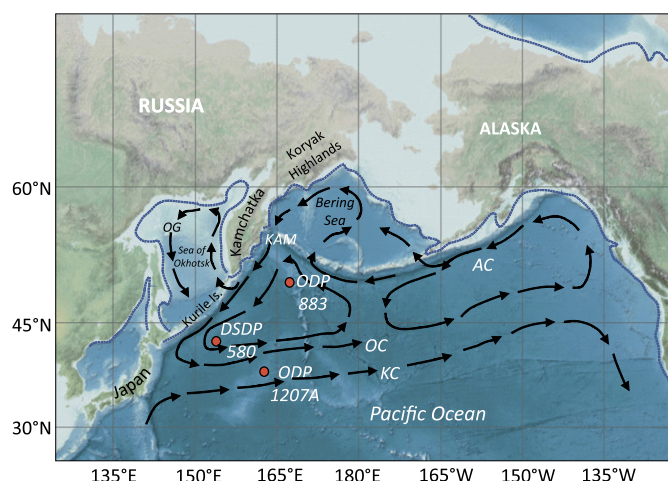 RUSSIA
ALASKA
Koryak
Highlands
60°N
Kamchatka
Bering
Sea
OG
Sea of
Okhotsk
KAM
AC
ODP
883
Kurile Is.
45°N
DSDP
580
OC
Japan
ODP
1207A
KC
Pacific Ocean
30°N
135°E
150°E
165°E
180°E
165°W
150°W
135°W